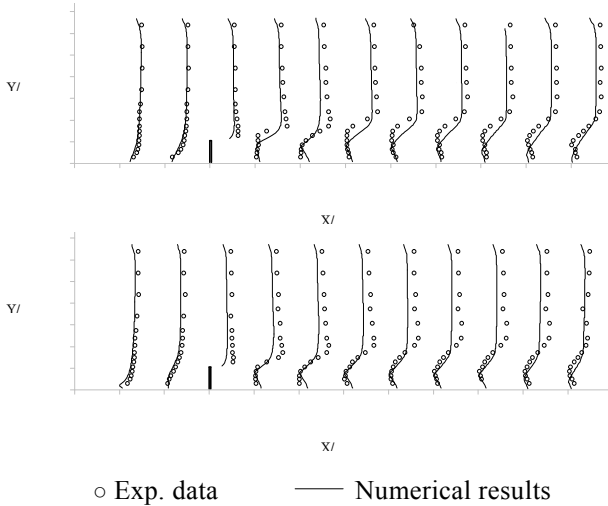 Y/
X/
Y/
X/
Exp. data
Numerical results